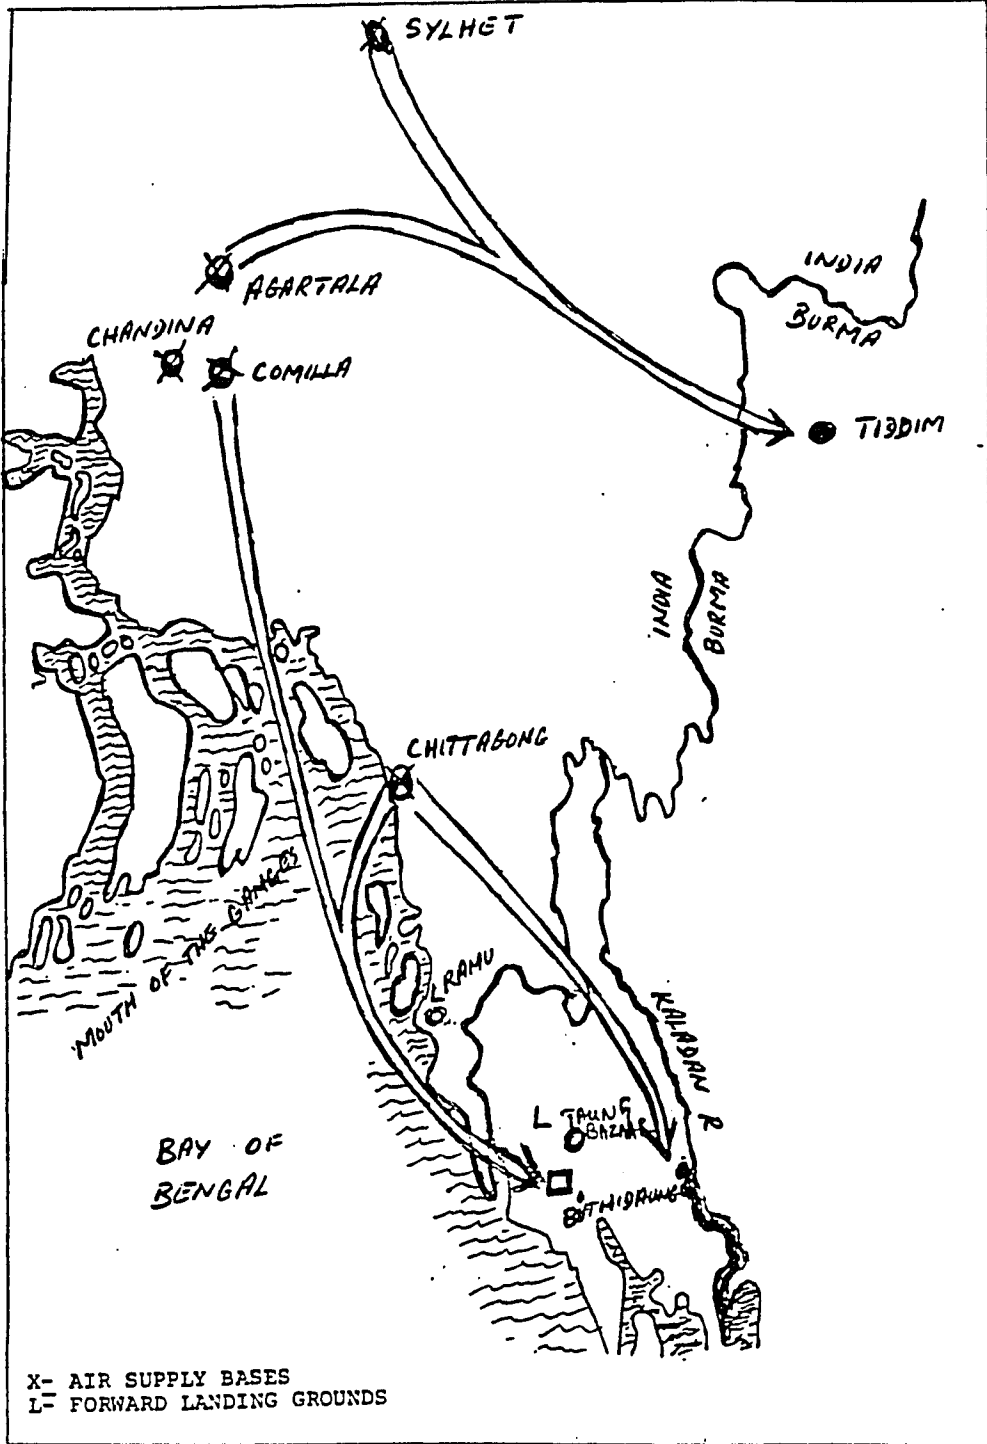 SYLHET
AGARTALA
CHANDINA
COMILLA
INDIA
BURMA
TIDDIM
INDIA
BURMA
CHITTAGONG
MOUTH OF THE GANGES
L RAMU
KALADAN R
L TAUNG
BAZAAR
BUTHIDAUNG
BAY OF
BENGAL
X- AIR SUPPLY BASES
L- FORWARD LANDING GROUNDS